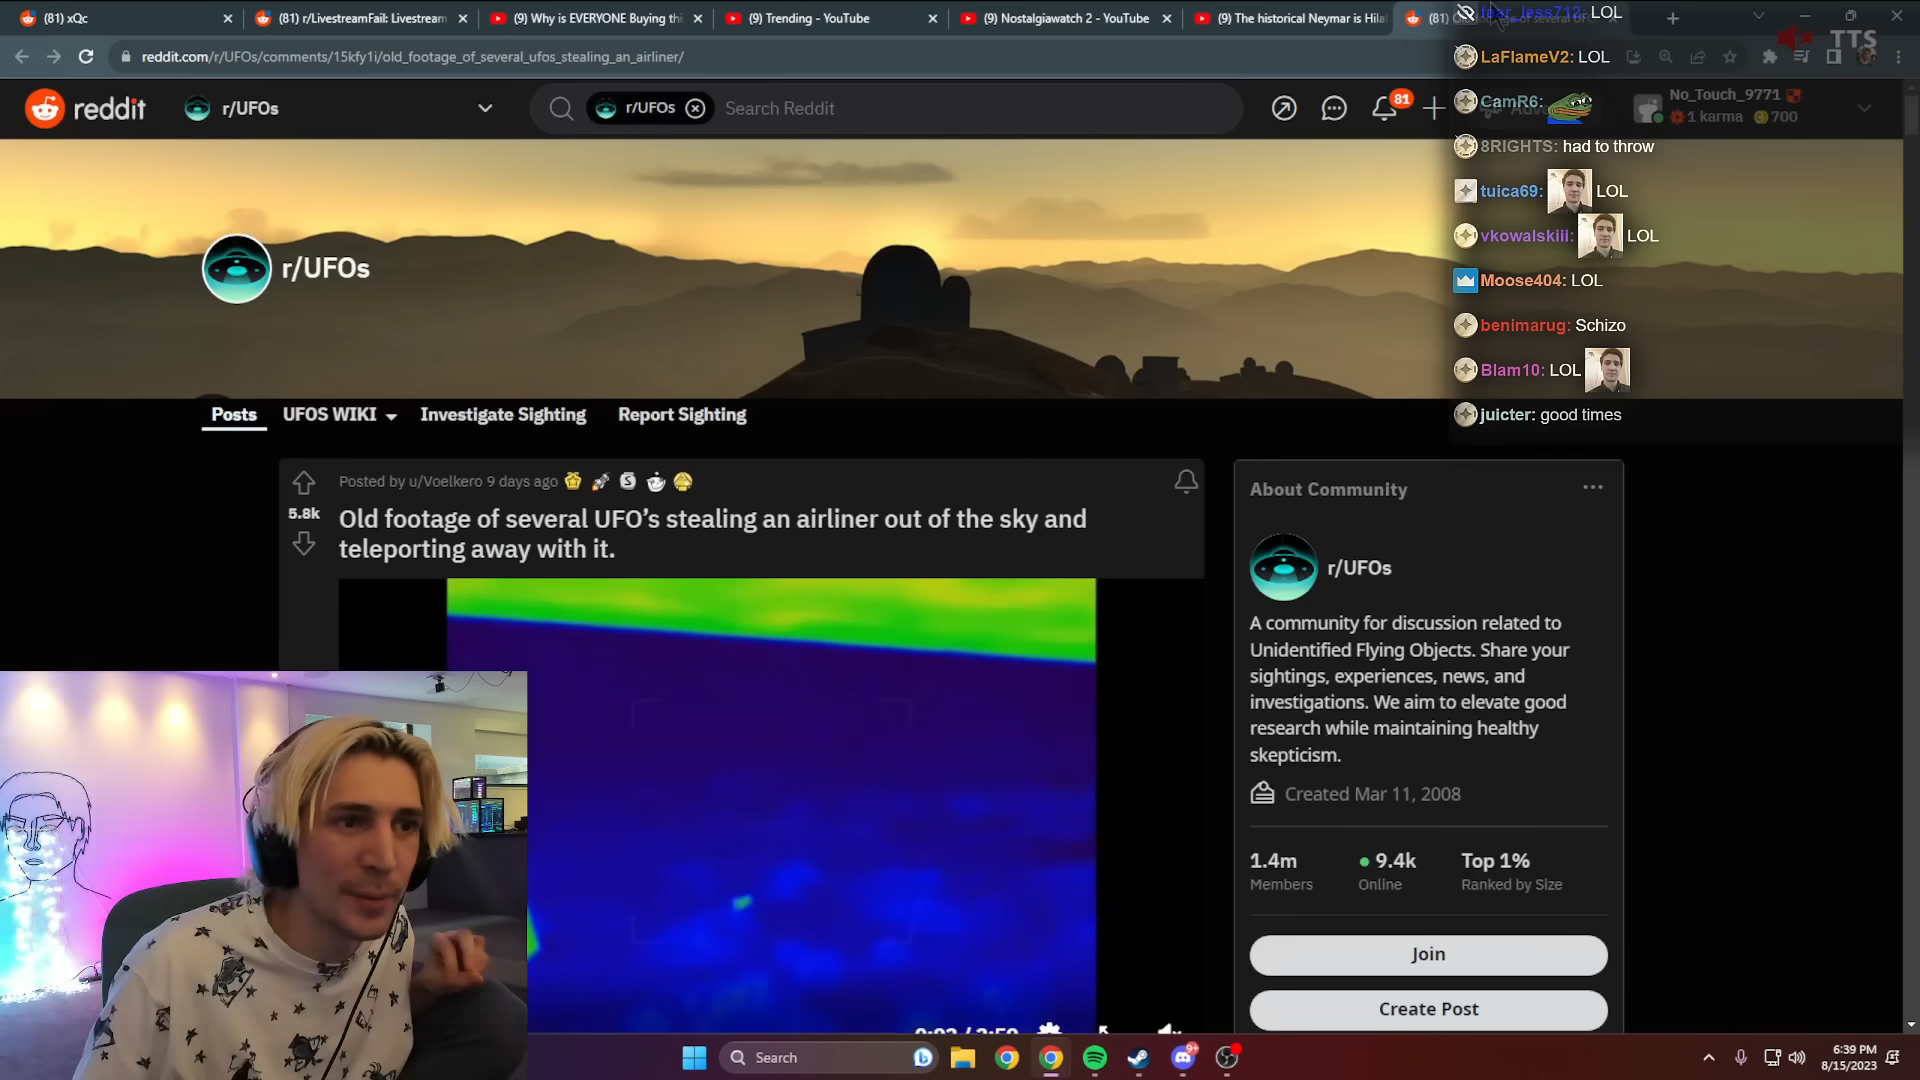 (81) xQc
(81) r/LivestreamFail: Livestream
(9) Why is EVERYONE Buying thi
(9) Trending - YouTube
(9) Nostalgiawatch 2 - YouTube
(9) The historical Neymar is Hila
(81)
fear_less712: LOL
reddit.com/r/UFOs/comments/15kfy1i/old_footage_of_several_ufos_stealing_an_airliner/
LaFlameV2: LOL
TTS
reddit
r/UFOs
r/UFOs
Search Reddit
81
CamR6:
No_Touch_9771
1 karma
700
8RIGHTS: had to throw
tuica69: LOL
vkowalskiii: LOL
r/UFOs
Moose404: LOL
benimarug: Schizo
Blam10: LOL
juicter: good times
Posts
UFOS WIKI
Investigate Sighting
Report Sighting
Posted by u/Voelkero 9 days ago
5.8k
Old footage of several UFO's stealing an airliner out of the sky and
teleporting away with it.
About Community
r/UFOs
A community for discussion related to
Unidentified Flying Objects. Share your
sightings, experiences, news, and
investigations. We aim to elevate good
research while maintaining healthy
skepticism.
Created Mar 11, 2008
1.4m
Members
9.4k
Online
Top 1%
Ranked by Size
Join
Create Post
Search
9+
6:39 PM
8/15/2023